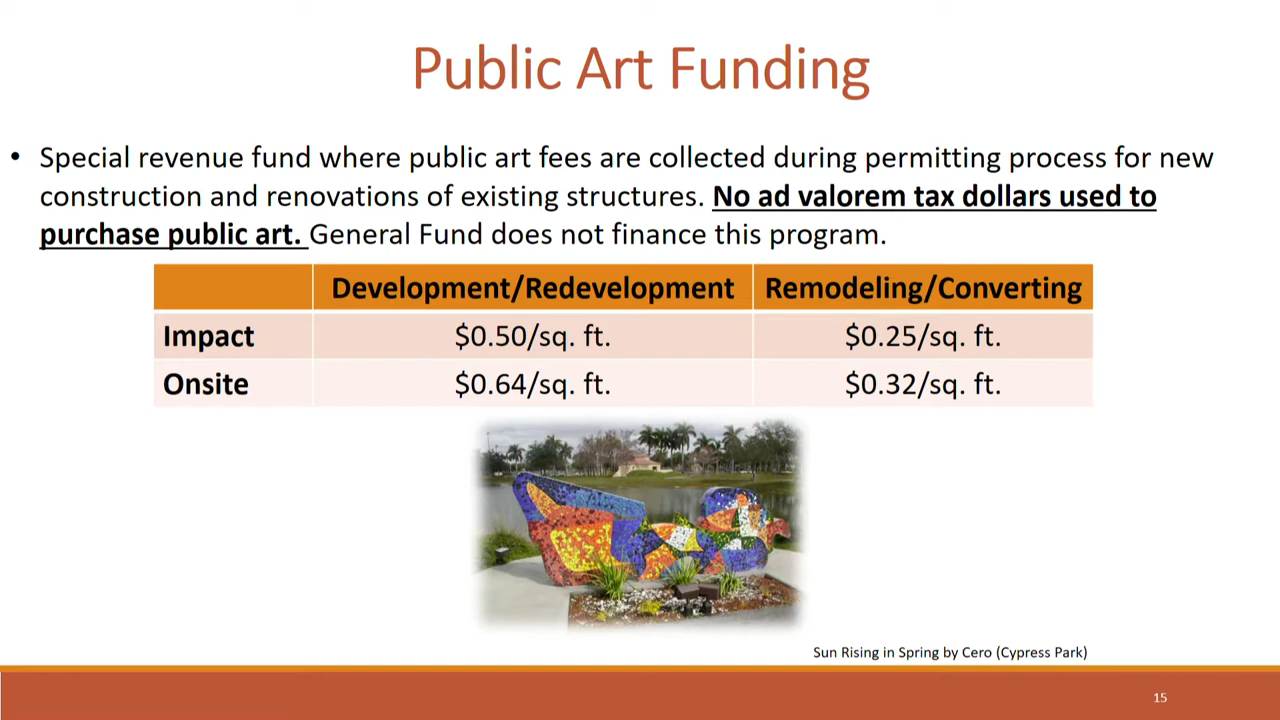 Public Art Funding
• Special revenue fund where public art fees are collected during permitting process for new
construction and renovations of existing structures. No ad valorem tax dollars used to
purchase public art. General Fund does not finance this program.
Development/Redevelopment Remodeling/Converting
Impact $0.50/sq. ft. $0.25/sq. ft.
Onsite $0.64/sq. ft. $0.32/sq. ft.
Sun Rising in Spring by Cero (Cypress Park)
15